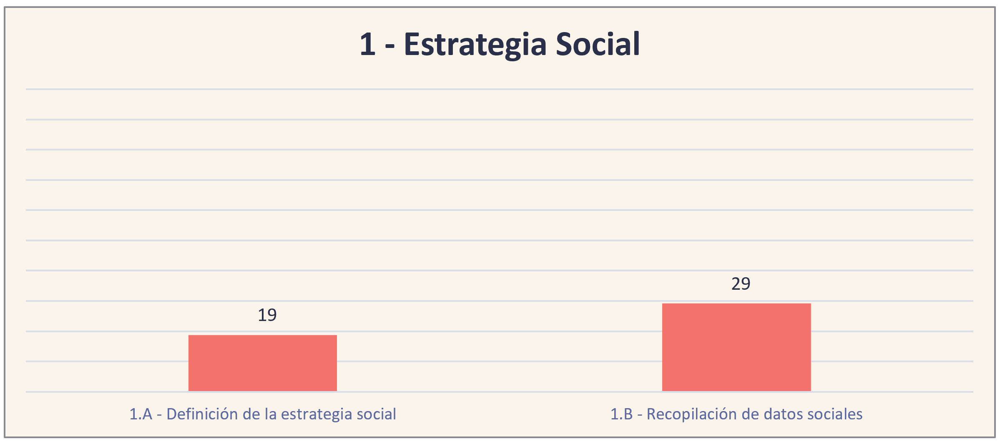 1 - Estrategia Social
29
19
1.A - Definición de la estrategia social
1.B - Recopilación de datos sociales